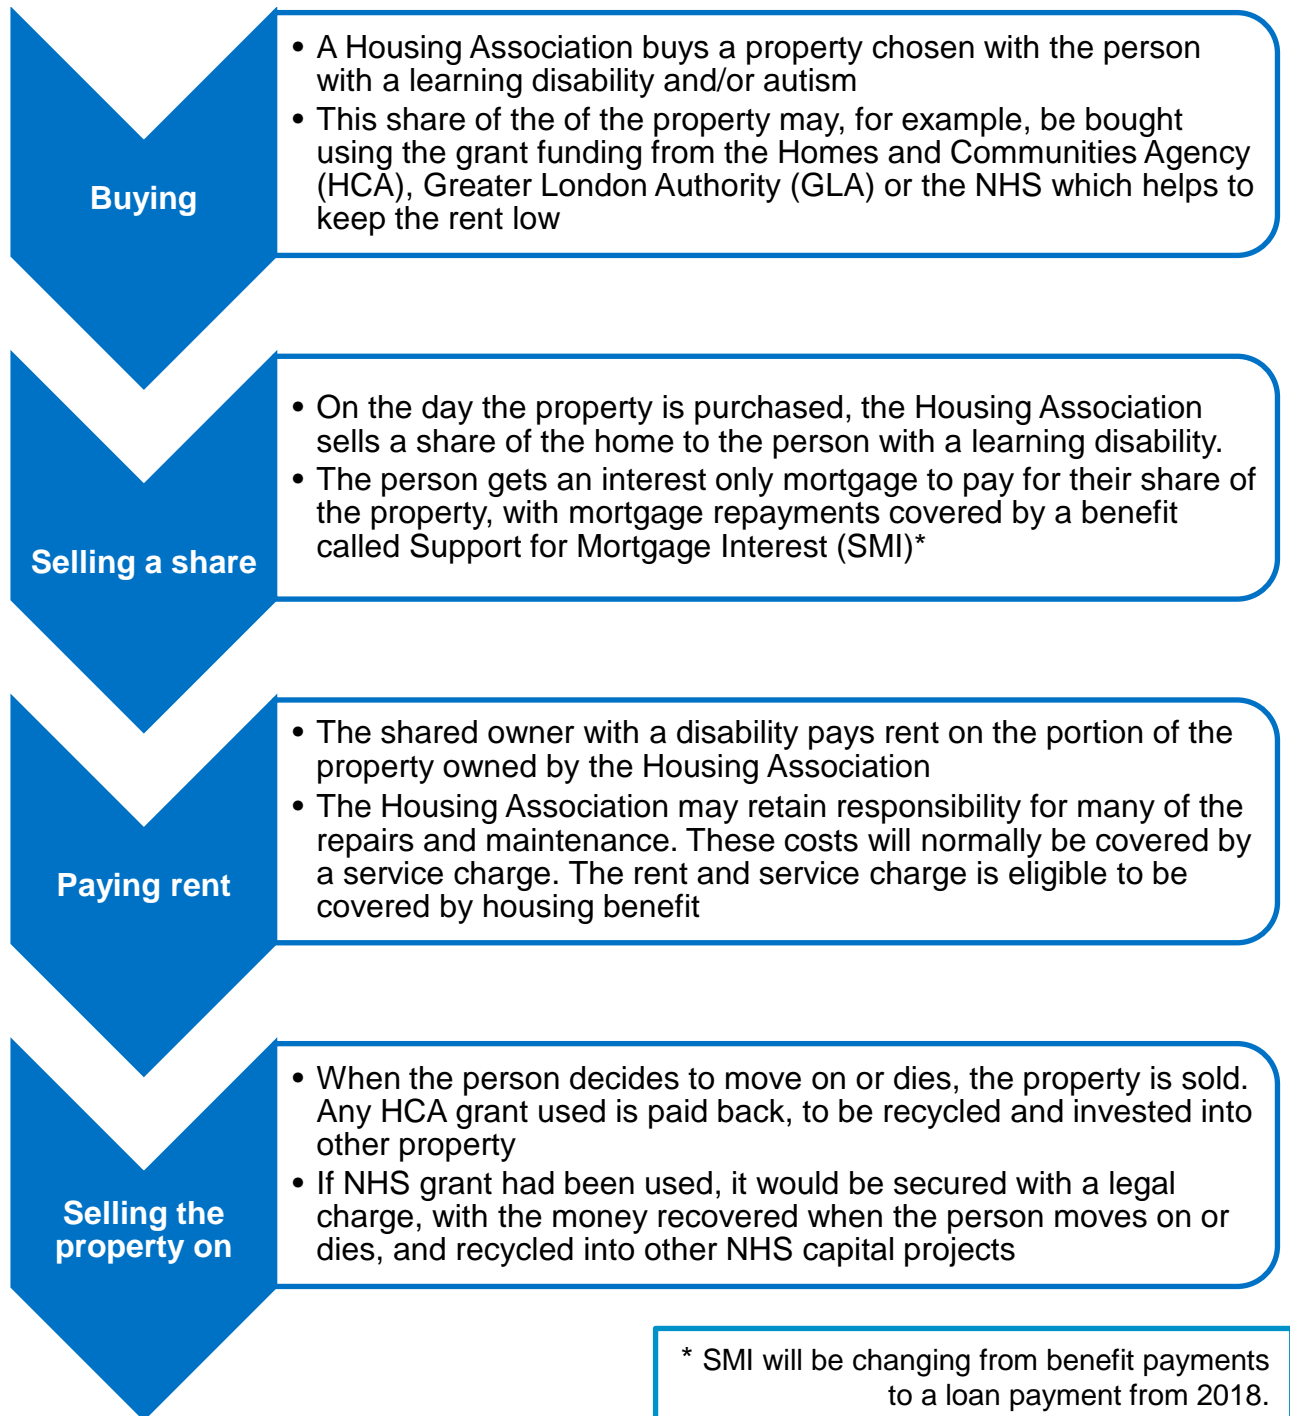 Buying
• A Housing Association buys a property chosen with the person
with a learning disability and/or autism
• This share of the of the property may, for example, be bought
using the grant funding from the Homes and Communities Agency
(HCA), Greater London Authority (GLA) or the NHS which helps to
keep the rent low
Selling a share
• On the day the property is purchased, the Housing Association
sells a share of the home to the person with a learning disability.
• The person gets an interest only mortgage to pay for their share of
the property, with mortgage repayments covered by a benefit
called Support for Mortgage Interest (SMI)*
Paying rent
• The shared owner with a disability pays rent on the portion of the
property owned by the Housing Association
• The Housing Association may retain responsibility for many of the
repairs and maintenance. These costs will normally be covered by
a service charge. The rent and service charge is eligible to be
covered by housing benefit
Selling the
property on
• When the person decides to move on or dies, the property is sold.
Any HCA grant used is paid back, to be recycled and invested into
other property
• If NHS grant had been used, it would be secured with a legal
charge, with the money recovered when the person moves on or
dies, and recycled into other NHS capital projects
* SMI will be changing from benefit payments
to a loan payment from 2018.